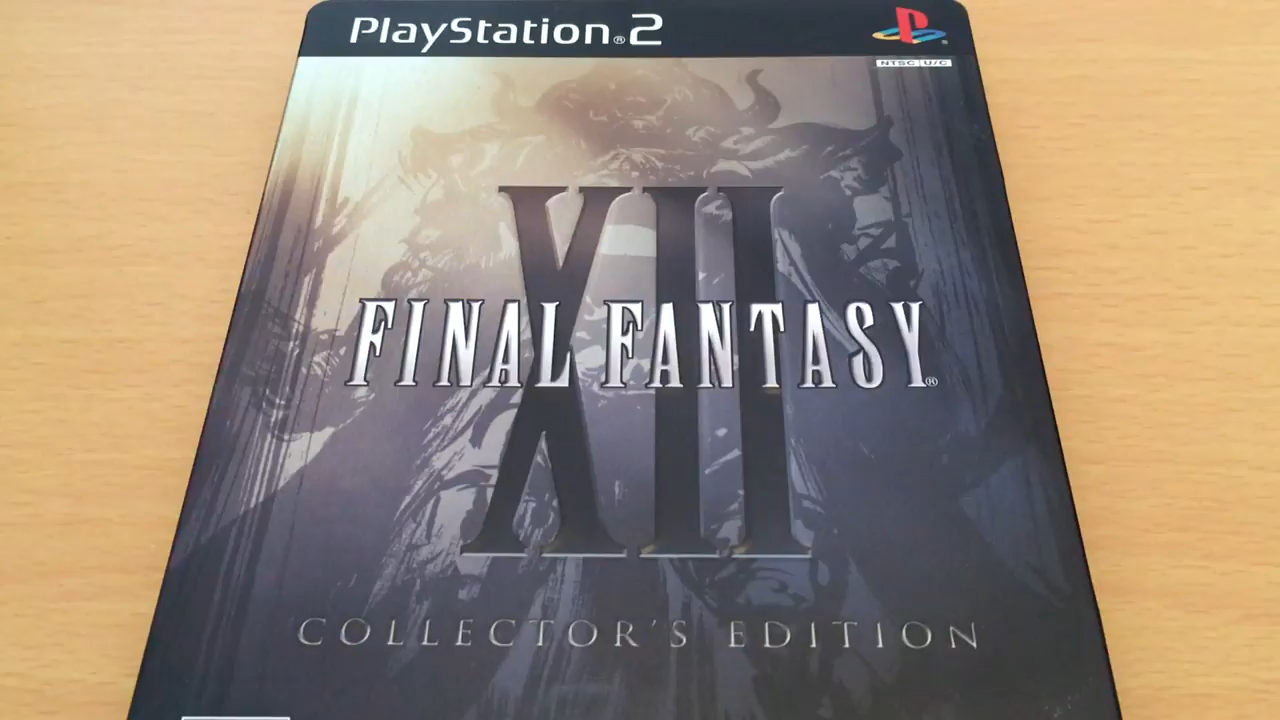 PlayStation®2
NTSC U/C
XII
FINAL FANTASY®
COLLECTOR'S EDITION